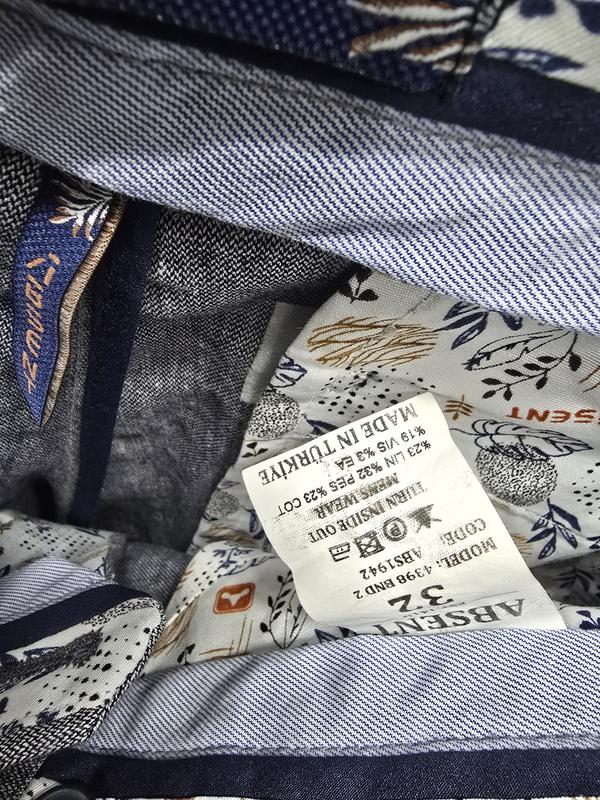 ABSENT
32
MODEL: 4398 BND 2
CODE: ABS1942
TURN INSIDE OUT
MEN'S WEAR
%23 LIN %32 PES %23 COT
%19 VIS %3 EA
MADE IN TÜRKİYE
SENT